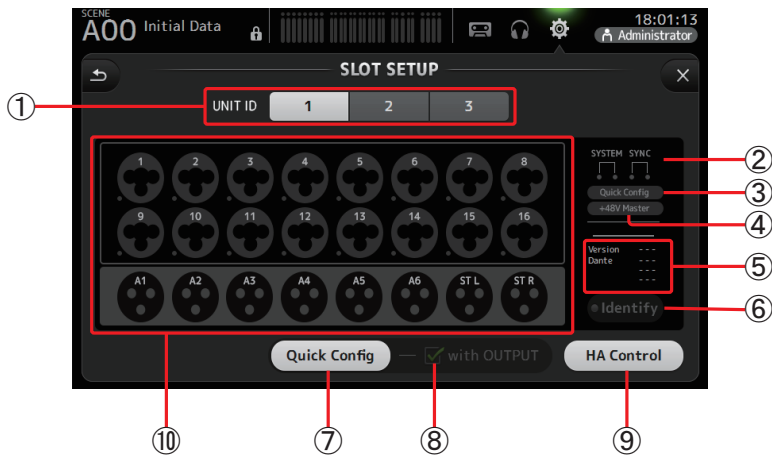 SCENE
A00 Initial Data
18:01:13
Administrator
SLOT SETUP
① UNIT ID 1 2 3
1 2 3 4 5 6 7 8
9 10 11 12 13 14 15 16
A1 A2 A3 A4 A5 A6 ST L ST R
SYSTEM SYNC ②
Quick Config ③
+48V Master ④
Version ---
Dante ---
---
---
⑤
Identify ⑥
Quick Config with OUTPUT HA Control
⑩ ⑦ ⑧ ⑨